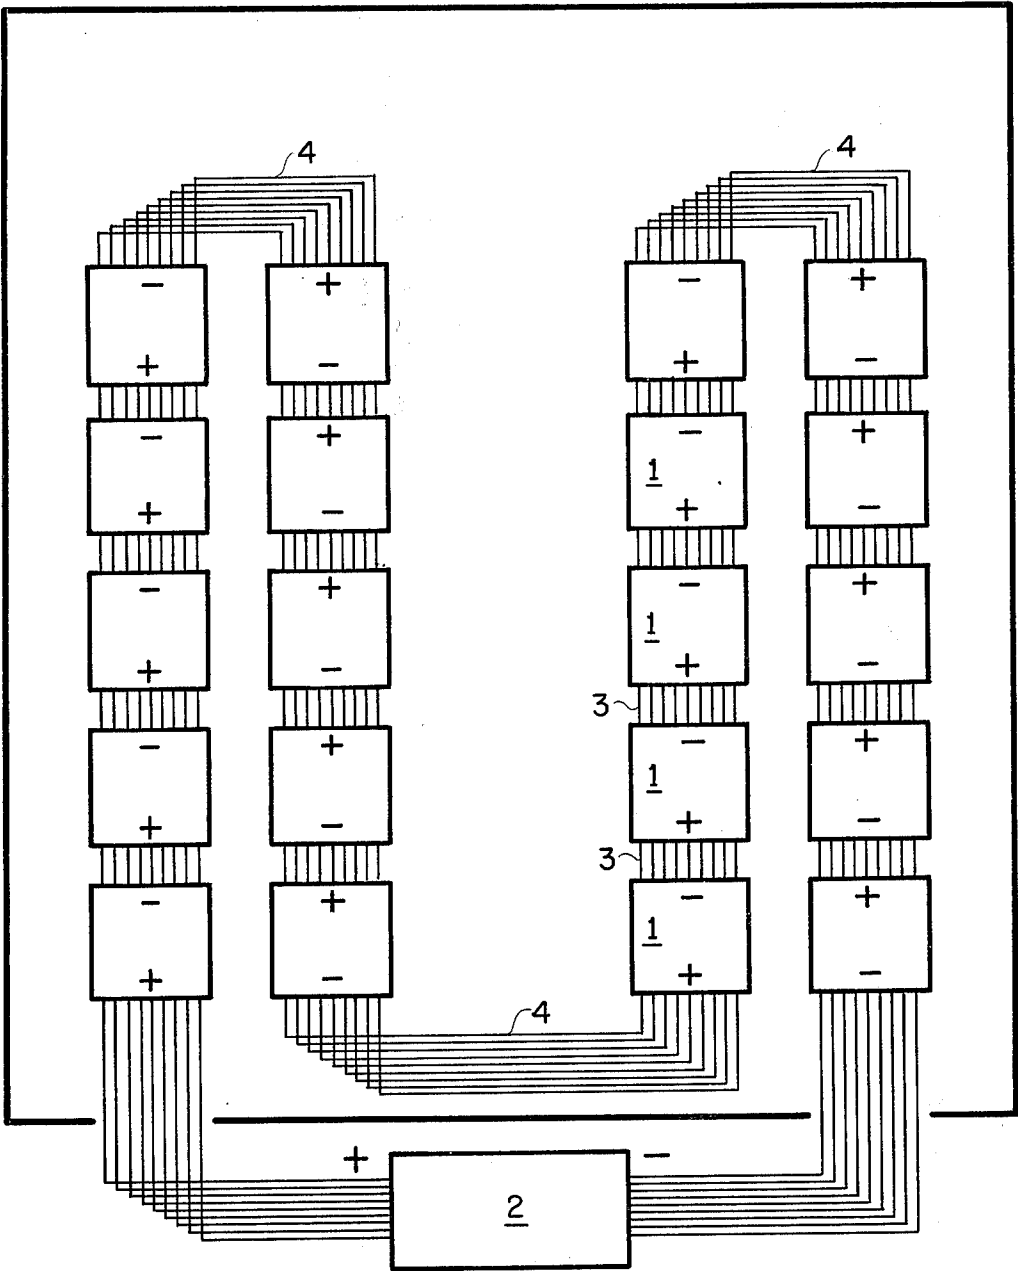 4 4
− + − +
+ − + −
− + − +
1
+ − + −
− + − +
1
+ − + −
3
− + − +
1
+ − + −
3
− + − +
1
+ − + −
4
+ −
2